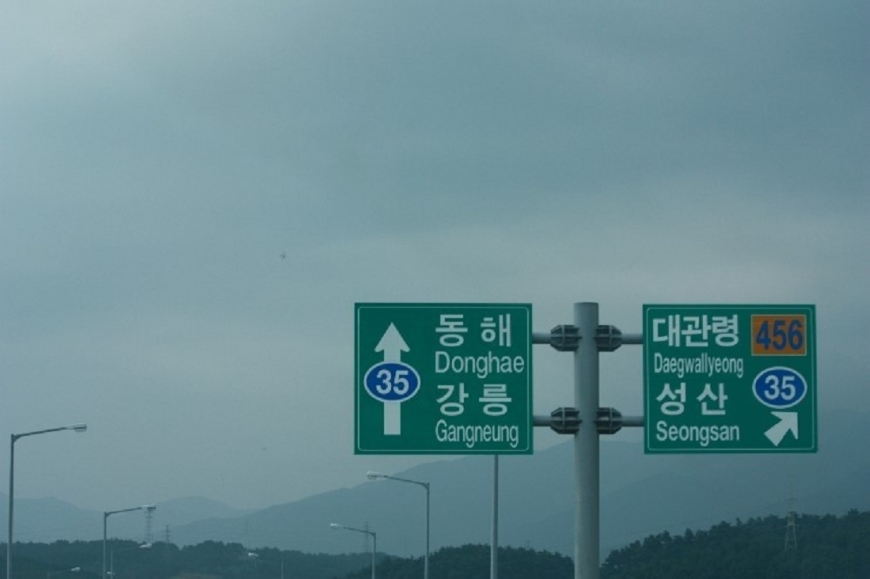 동해
Donghae
35
강릉
Gangneung
대관령
456
Daegwallyeong
35
성산
Seongsan